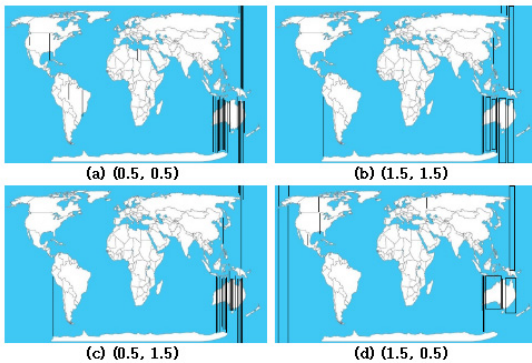 (a) (0.5, 0.5)
(b) (1.5, 1.5)
(c) (0.5, 1.5)
(d) (1.5, 0.5)